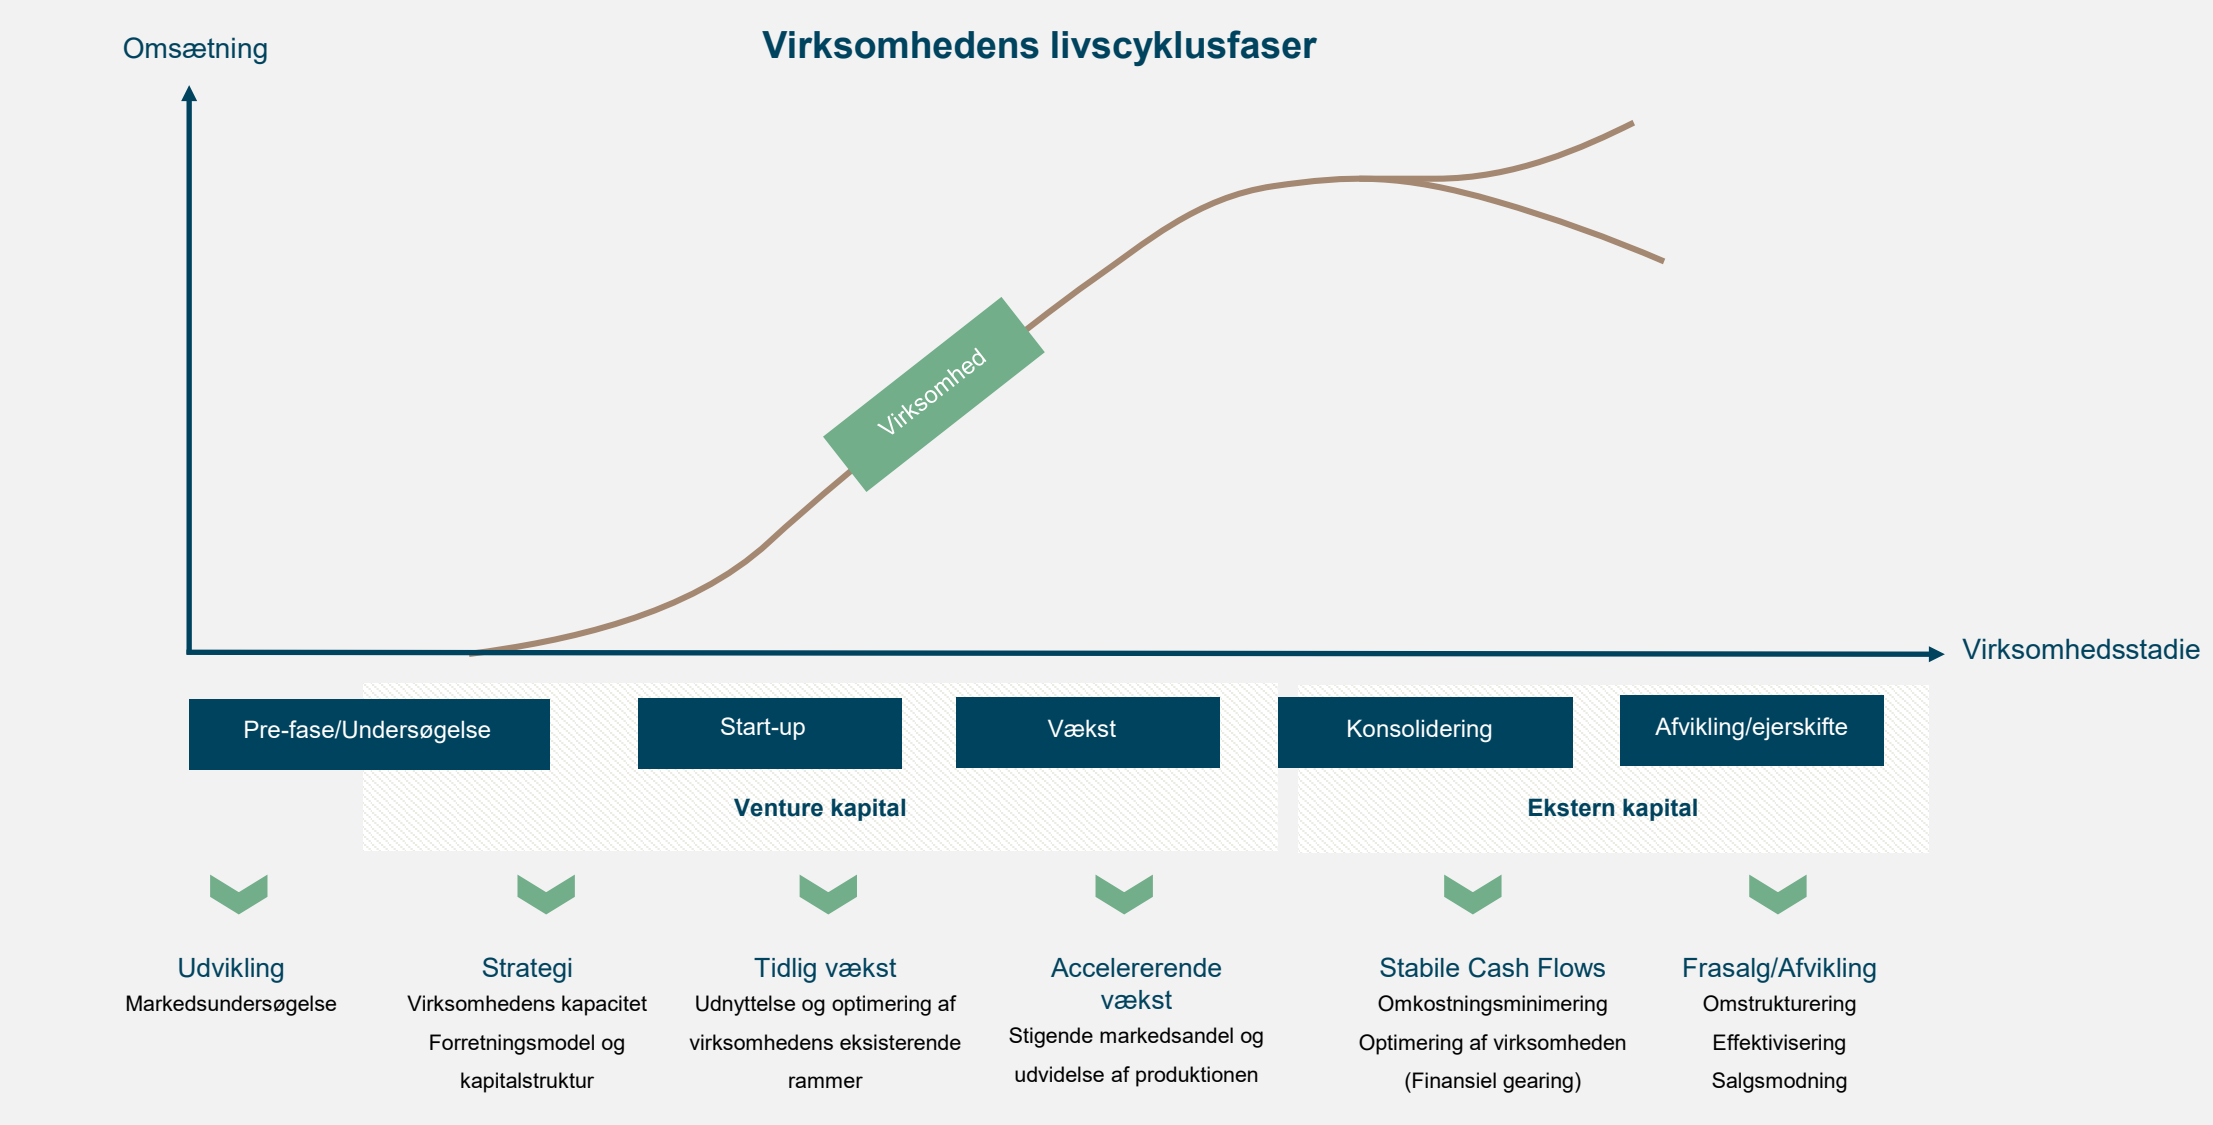 Omsætning
Virksomhedens livscyklusfaser
Virksomhed
Virksomhedsstadie
Pre-fase/Undersøgelse
Start-up
Vækst
Konsolidering
Afvikling/ejerskifte
Venture kapital
Ekstern kapital
Udvikling
Markedsundersøgelse
Strategi
Virksomhedens kapacitet
Forretningsmodel og
kapitalstruktur
Tidlig vækst
Udnyttelse og optimering af
virksomhedens eksisterende
rammer
Accelererende
vækst
Stigende markedsandel og
udvidelse af produktionen
Stabile Cash Flows
Omkostningsminimering
Optimering af virksomheden
(Finansiel gearing)
Frasalg/Afvikling
Omstrukturering
Effektivisering
Salgsmodning